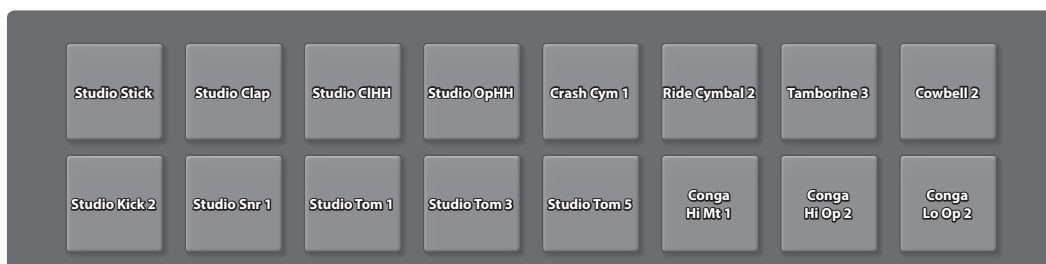 Studio Stick
Studio Clap
Studio ClHH
Studio OpHH
Crash Cym 1
Ride Cymbal 2
Tamborine 3
Cowbell 2
Studio Kick 2
Studio Snr 1
Studio Tom 1
Studio Tom 3
Studio Tom 5
Conga
Hi Mt 1
Conga
Hi Op 2
Conga
Lo Op 2